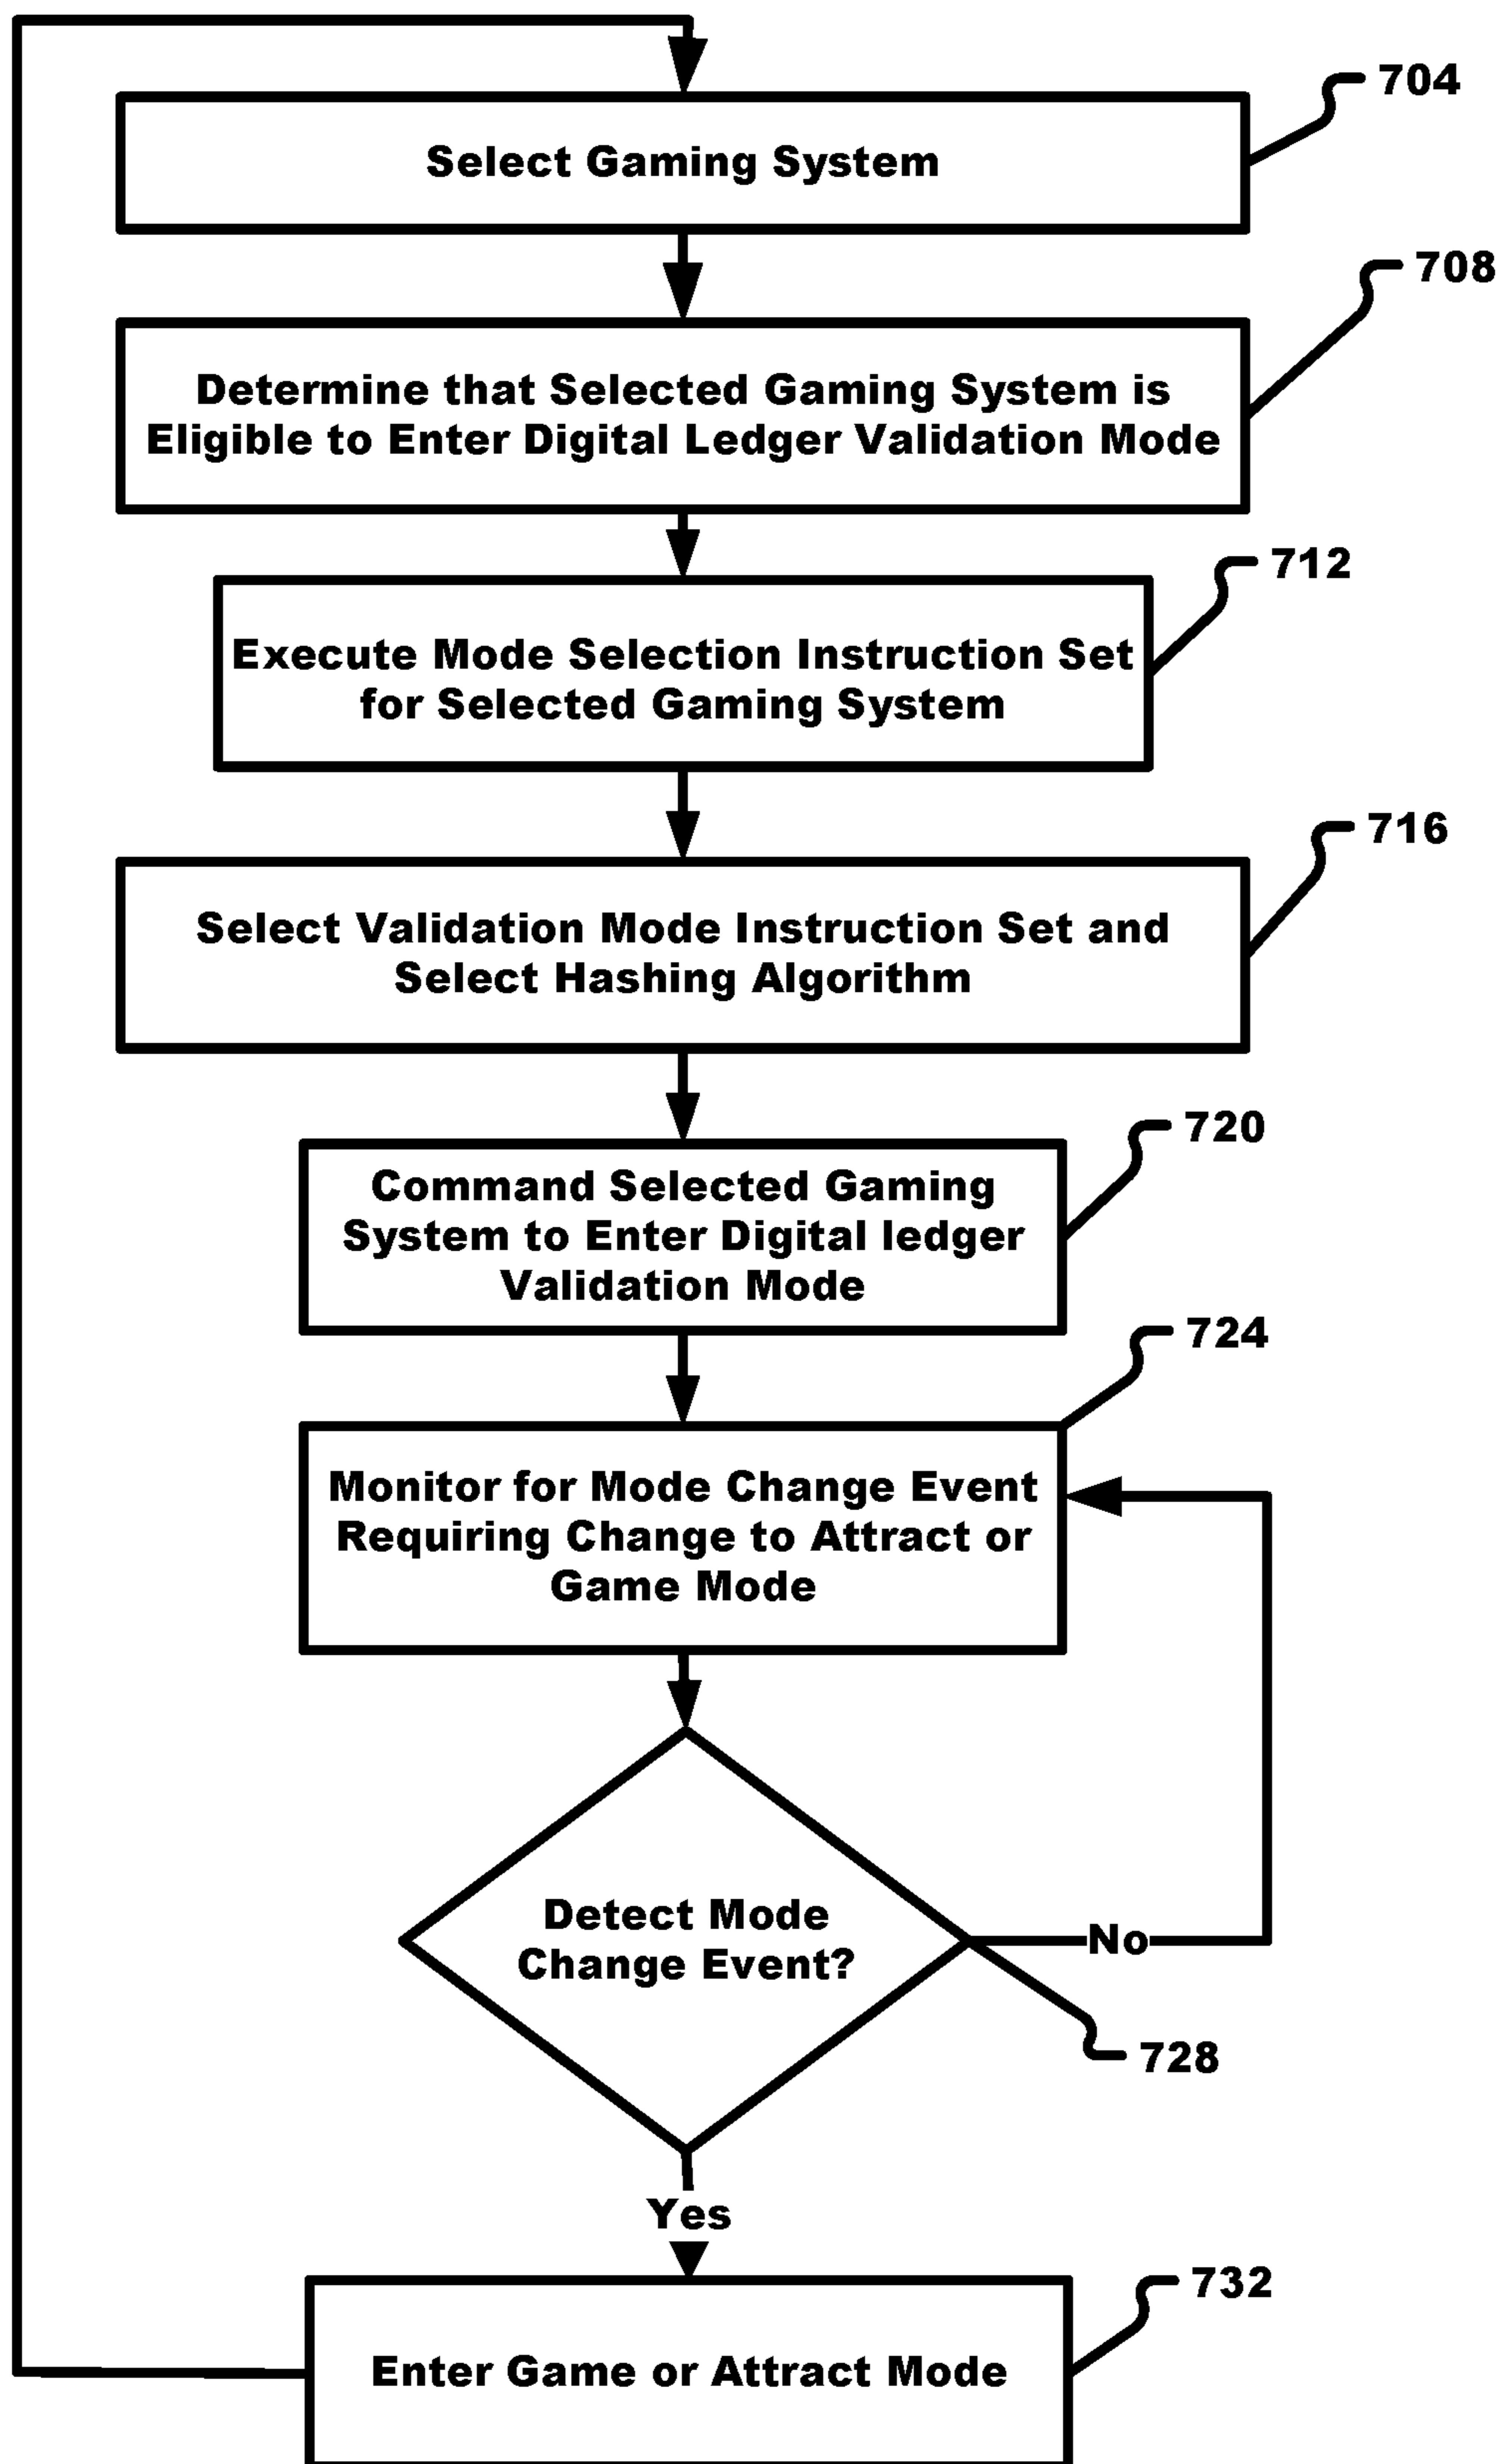 704
Select Gaming System
708
Determine that Selected Gaming System is
Eligible to Enter Digital Ledger Validation Mode
712
Execute Mode Selection Instruction Set
for Selected Gaming System
716
Select Validation Mode Instruction Set and
Select Hashing Algorithm
720
Command Selected Gaming
System to Enter Digital ledger
Validation Mode
724
Monitor for Mode Change Event
Requiring Change to Attract or
Game Mode
Detect Mode
Change Event?
No
728
Yes
732
Enter Game or Attract Mode